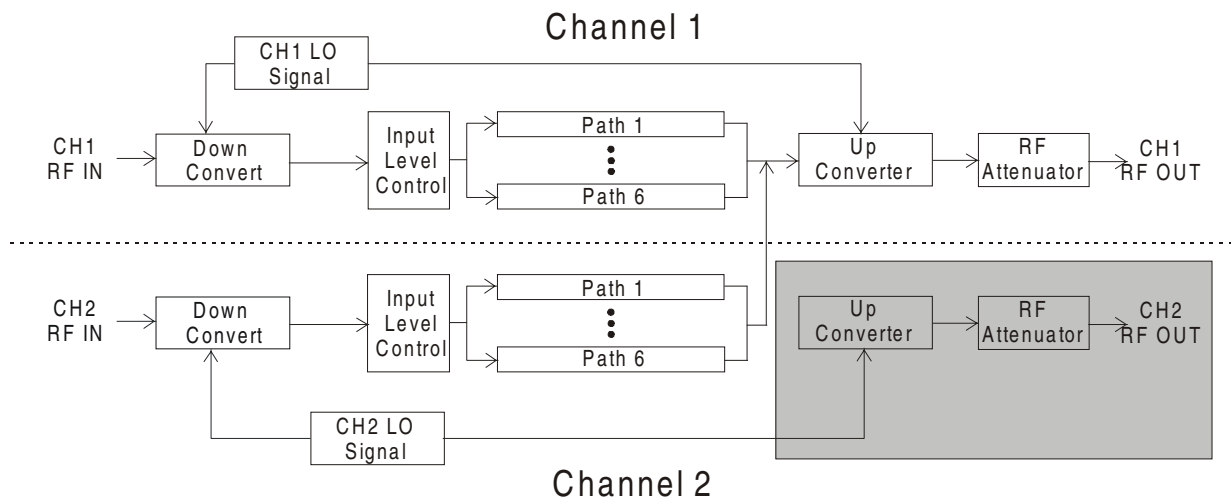 Channel 1
CH1 LO
Signal
CH1
RF IN
Down
Convert
Input
Level
Control
Path 1
Path 6
Up
Converter
RF
Attenuator
CH1
RF OUT
CH2
RF IN
Down
Convert
Input
Level
Control
Path 1
Path 6
Up
Converter
RF
Attenuator
CH2
RF OUT
CH2 LO
Signal
Channel 2